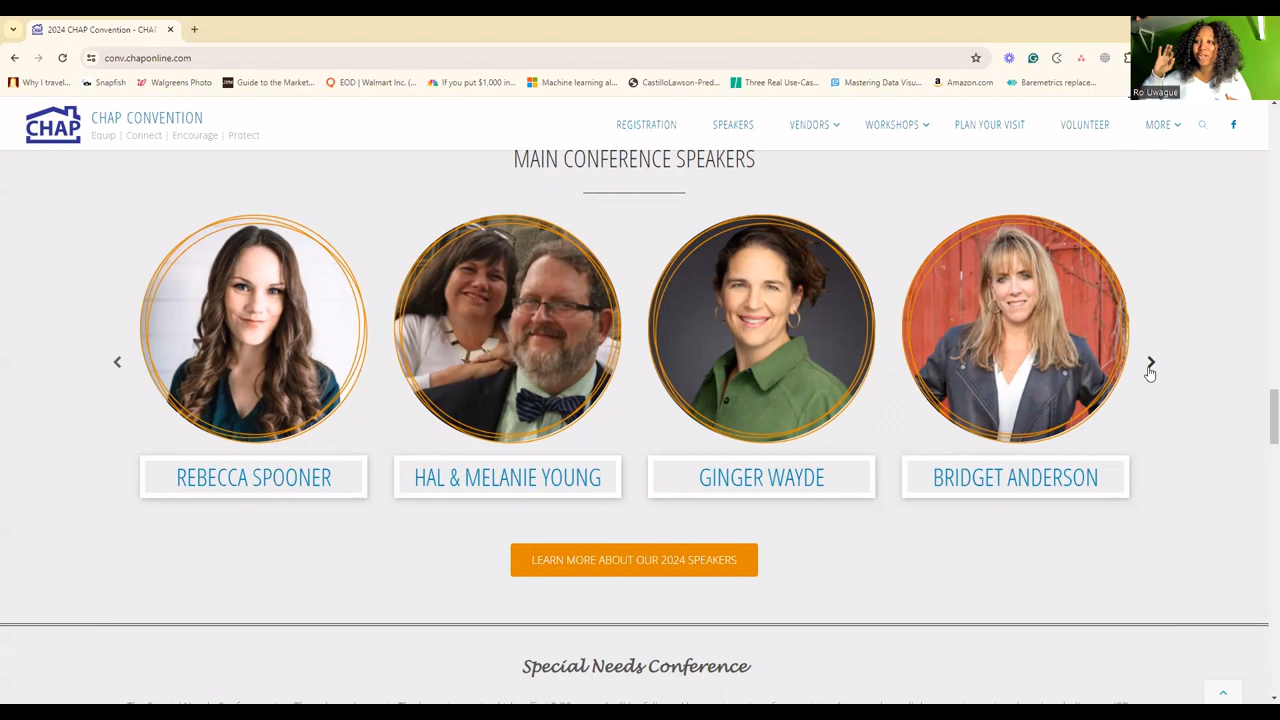 2024 CHAP Convention - CHAP
conv.chaponline.com
Why I travel...
Snapfish
Walgreens Photo
Guide to the Market...
EOD | Walmart Inc. (...
If you put $1,000 in...
Machine learning al...
CastilloLawson-Pred...
Three Real Use-Cas...
Mastering Data Visu...
Amazon.com
Baremetrics replace...
Ro Uwague
CHAP
CHAP CONVENTION
Equip | Connect | Encourage | Protect
REGISTRATION
SPEAKERS
VENDORS
WORKSHOPS
PLAN YOUR VISIT
VOLUNTEER
MORE
MAIN CONFERENCE SPEAKERS
REBECCA SPOONER
HAL & MELANIE YOUNG
GINGER WAYDE
BRIDGET ANDERSON
LEARN MORE ABOUT OUR 2024 SPEAKERS
Special Needs Conference